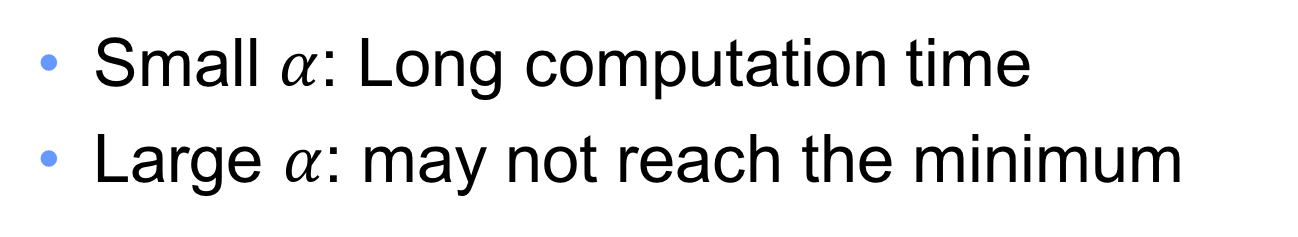 • Small 𝛼: Long computation time
• Large 𝛼: may not reach the minimum